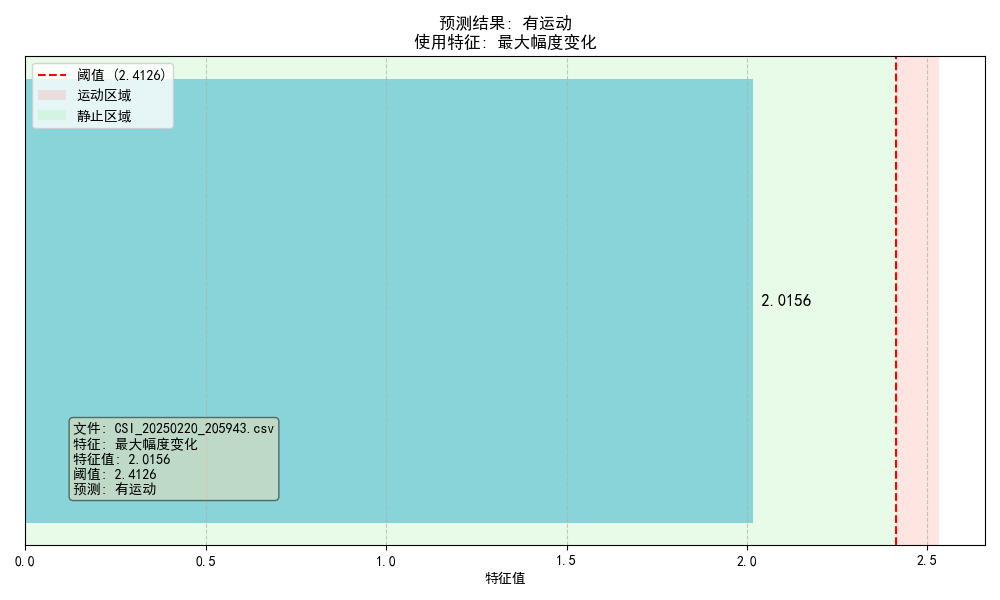 预测结果: 有运动
使用特征: 最大幅度变化
阈值 (2.4126)
运动区域
静止区域
2.0156
文件: CSI_20250220_205943.csv
特征: 最大幅度变化
特征值: 2.0156
阈值: 2.4126
预测: 有运动
0.0 0.5 1.0 1.5 2.0 2.5
特征值